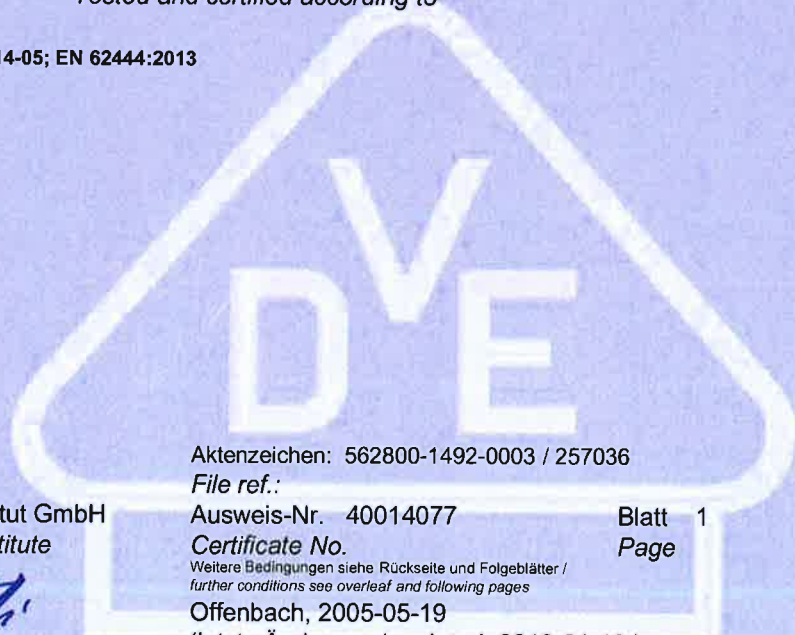 Tested and certified according to
14-05; EN 62444:2013
VDE
Aktenzeichen: 562800-1492-0003 / 257036
File ref.:
tut GmbH
Ausweis-Nr. 40014077 Blatt 1
titute
Certificate No. Page
Weitere Bedingungen siehe Rückseite und Folgeblätter /
further conditions see overleaf and following pages
Offenbach, 2005-05-19